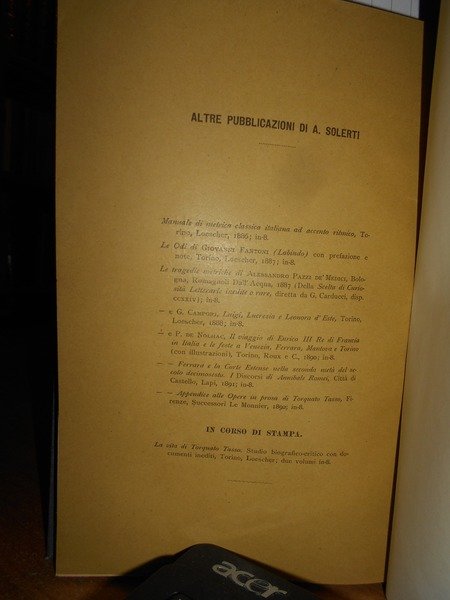 ALTRE PUBBLICAZIONI DI A. SOLERTI
Manuale di metrica classica italiana ad accento ritmico, To-
rino, Loescher, 1886; in-8.
Le Odi di GIOVANNI FANTONI (Labindo) con prefazione e
note, Torino, Loescher, 1887; in-8.
Le tragedie metriche di ALESSANDRO PAZZI DE' MEDICI, Bolo-
gna, Romagnoli Dall'Acqua, 1887 (Della Scelta di Curio-
sità Letterarie inedite o rare, diretta da G. Carducci, disp.
CCXXIV); in-8.
— e G. CAMPORI, Luigi, Lucrezia e Leonora d'Este, Torino,
Loescher, 1888; in-8.
— e P. DE NOLHAC, Il viaggio di Enrico III Re di Francia
in Italia e le feste a Venezia, Ferrara, Mantova e Torino
(con illustrazioni), Torino, Roux e C., 1890; in-8.
— — Ferrara e la Corte Estense nella seconda metà del se-
colo decimosesto. I Discorsi di Annibale Romei, Città di
Castello, Lapi, 1891; in-8.
— — Appendice alle Opere in prosa di Torquato Tasso, Fi-
renze, Successori Le Monnier, 1892; in-8.
IN CORSO DI STAMPA.
La vita di Torquato Tasso. Studio biografico-critico con do-
cumenti inediti, Torino, Loescher; due volumi in-8.
acer